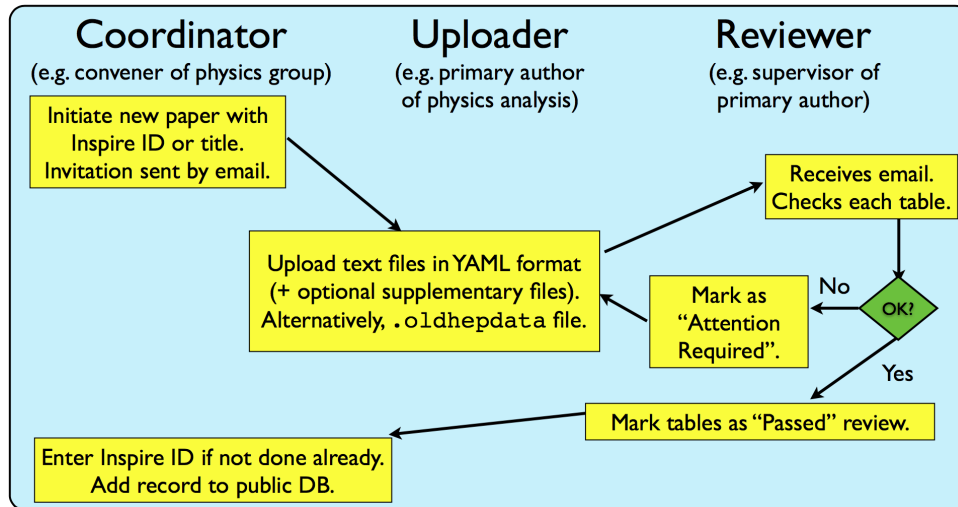 Coordinator
(e.g. convener of physics group)
Uploader
(e.g. primary author
of physics analysis)
Reviewer
(e.g. supervisor of
primary author)
Initiate new paper with
Inspire ID or title.
Invitation sent by email.
Receives email.
Checks each table.
Upload text files in YAML format
(+ optional supplementary files).
Alternatively, .oldhepdata file.
Mark as
“Attention
Required”.
No
OK?
Yes
Mark tables as “Passed” review.
Enter Inspire ID if not done already.
Add record to public DB.